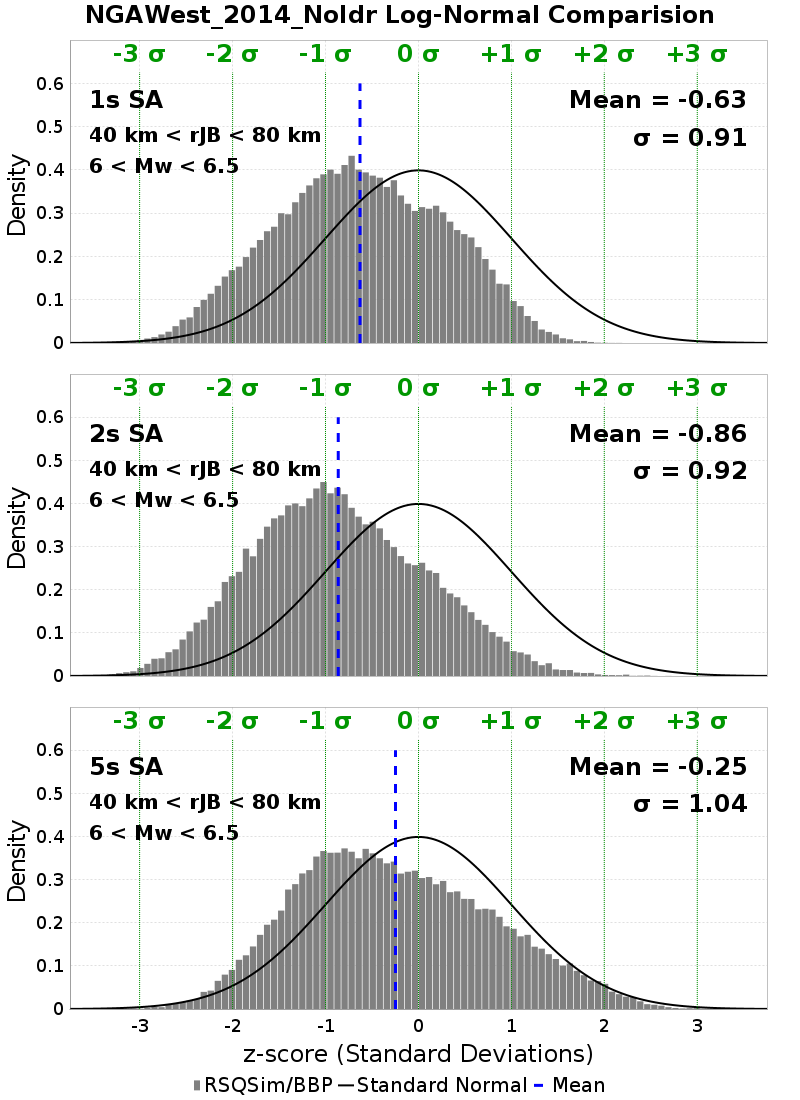 NGAWest_2014_NoIdr Log-Normal Comparision
-3 σ -2 σ -1 σ 0 σ +1 σ +2 σ +3 σ
0.6
1s SA Mean = -0.63
0.5
40 km < rJB < 80 km σ = 0.91
6 < Mw < 6.5
0.4
0.3
0.2
0.1
0
Density
-3 σ -2 σ -1 σ 0 σ +1 σ +2 σ +3 σ
0.6
2s SA Mean = -0.86
0.5
40 km < rJB < 80 km σ = 0.92
6 < Mw < 6.5
0.4
0.3
0.2
0.1
0
Density
-3 σ -2 σ -1 σ 0 σ +1 σ +2 σ +3 σ
0.6
5s SA Mean = -0.25
0.5
40 km < rJB < 80 km σ = 1.04
6 < Mw < 6.5
0.4
0.3
0.2
0.1
0
Density
-3 -2 -1 0 1 2 3
z-score (Standard Deviations)
RSQSim/BBP Standard Normal Mean